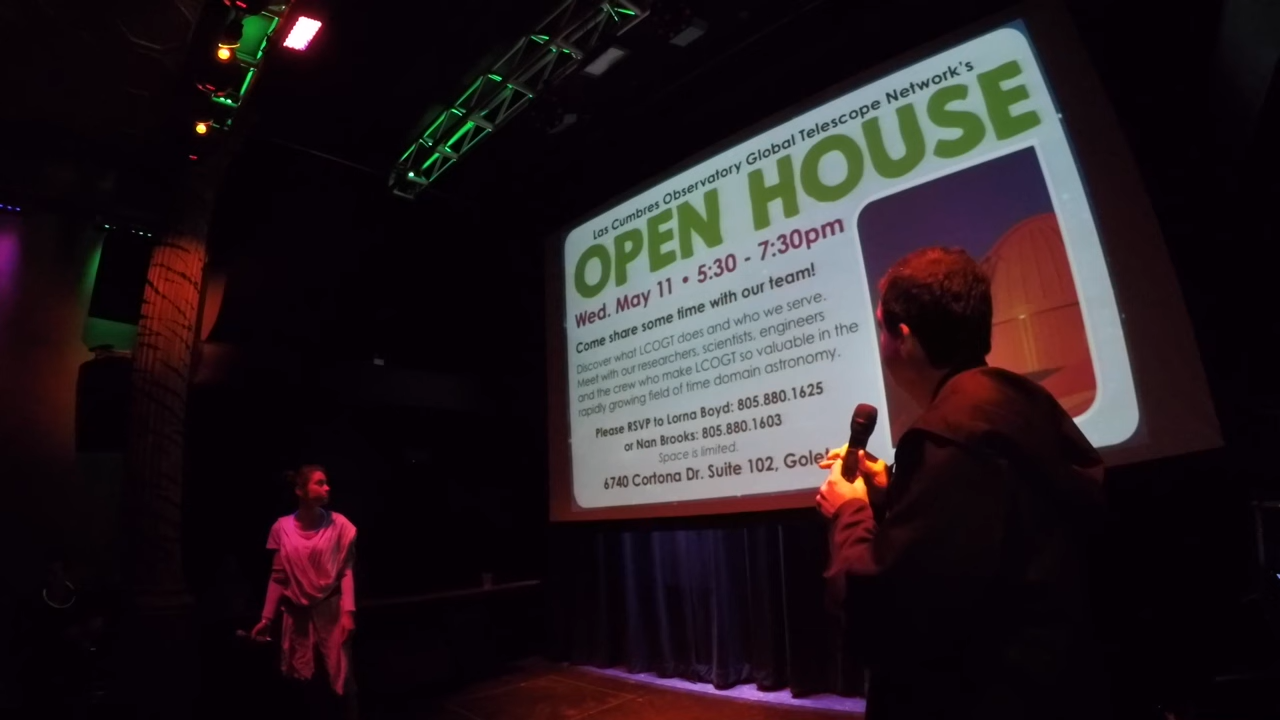 Las Cumbres Observatory Global Telescope Network's
OPEN HOUSE
Wed. May 11 • 5:30 - 7:30pm
Come share some time with our team!
Discover what LCOGT does and who we serve.
Meet with our researchers, scientists, engineers
and the crew who make LCOGT so valuable in the
rapidly growing field of time domain astronomy.
Please RSVP to Lorna Boyd: 805.880.1625
or Nan Brooks: 805.880.1603
Space is limited.
6740 Cortona Dr. Suite 102,